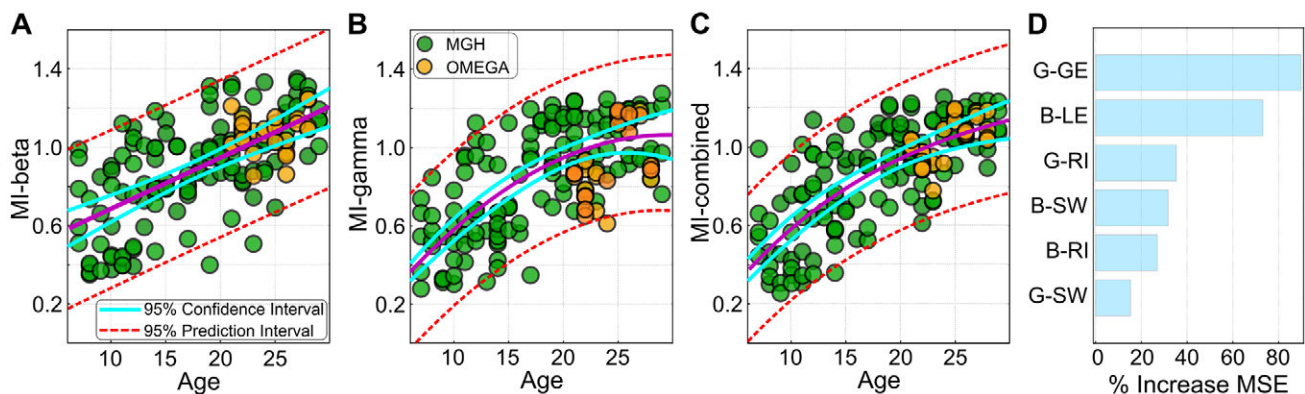 A
MI-beta
1.4
1.0
0.6
0.2
95% Confidence Interval
95% Prediction Interval
10 15 20 25
Age
B
MI-gamma
1.4
1.0
0.6
0.2
MGH
OMEGA
10 15 20 25
Age
C
MI-combined
1.4
1.0
0.6
0.2
10 15 20 25
Age
D
G-GE
B-LE
G-RI
B-SW
B-RI
G-SW
0 20 40 60 80
% Increase MSE